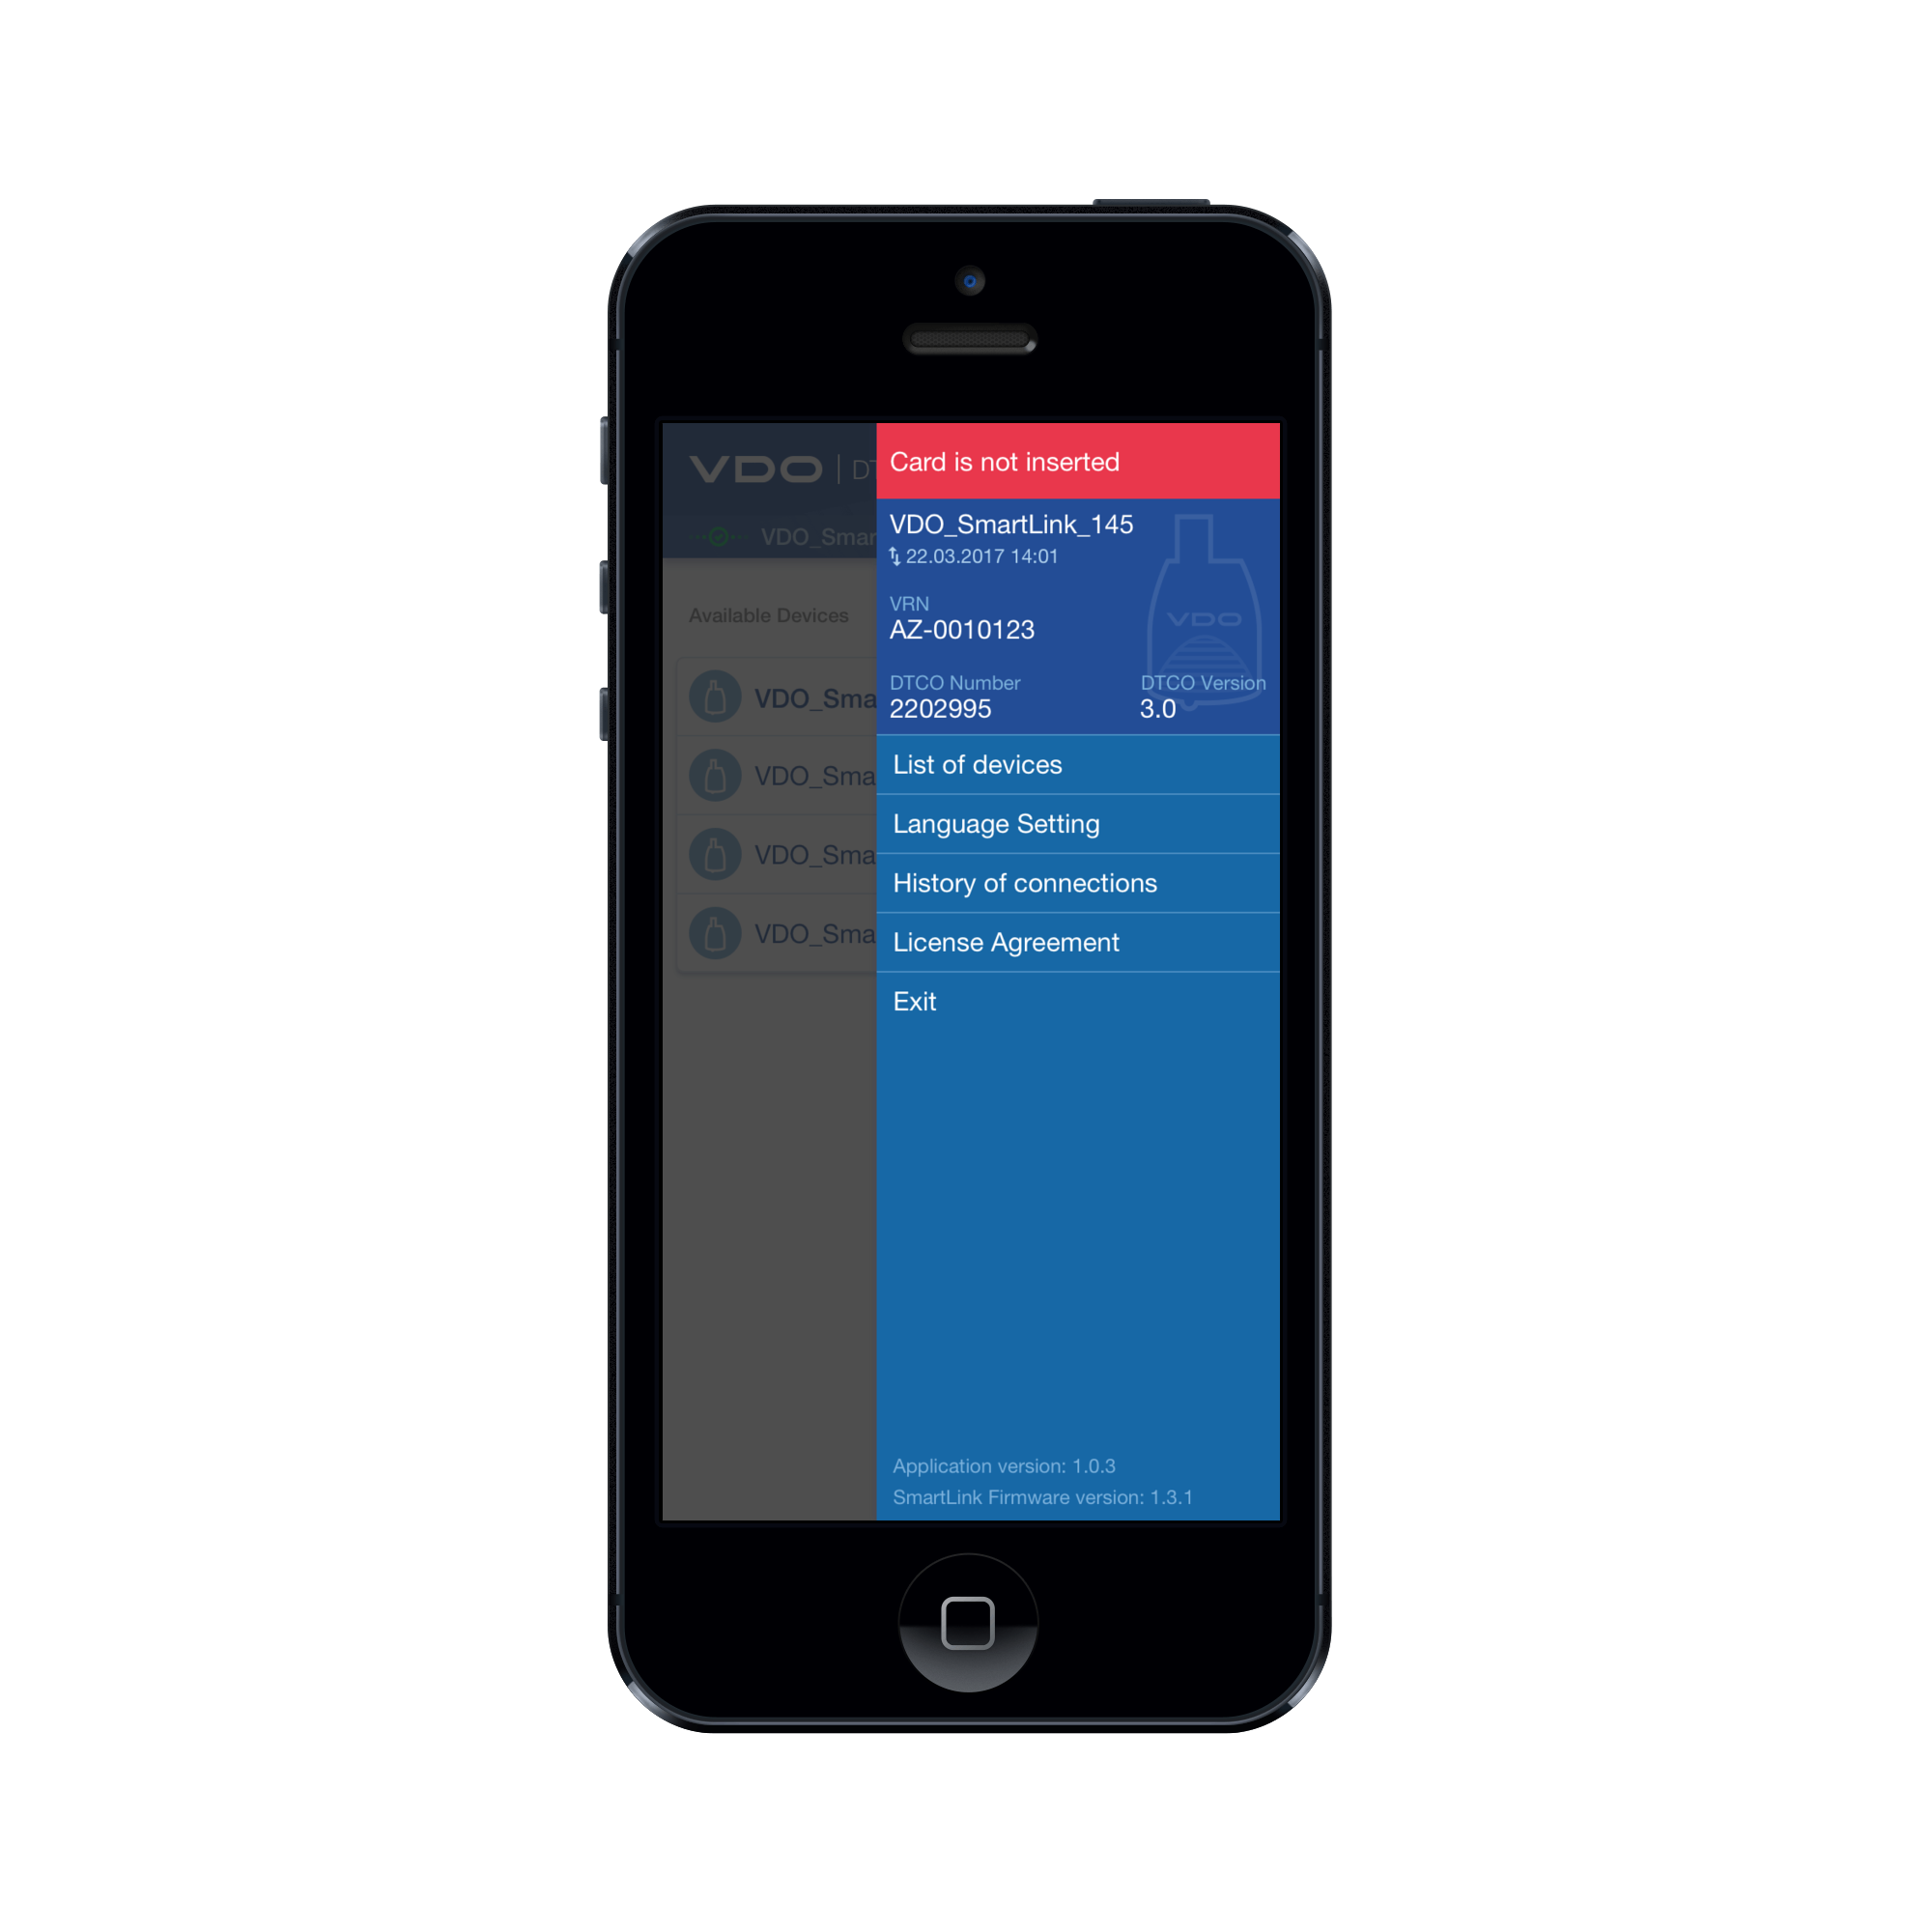 VDO
Card is not inserted
VDO_SmartLink_145
22.03.2017 14:01
VDO
VRN
AZ-0010123
DTCO Number
DTCO Version
2202995
3.0
List of devices
Language Setting
History of connections
License Agreement
Exit
Application version: 1.0.3
SmartLink Firmware version: 1.3.1
DT
VDO_Smar
Available Devices
VDO_Sma
VDO_Sma
VDO_Sma
VDO_Sma